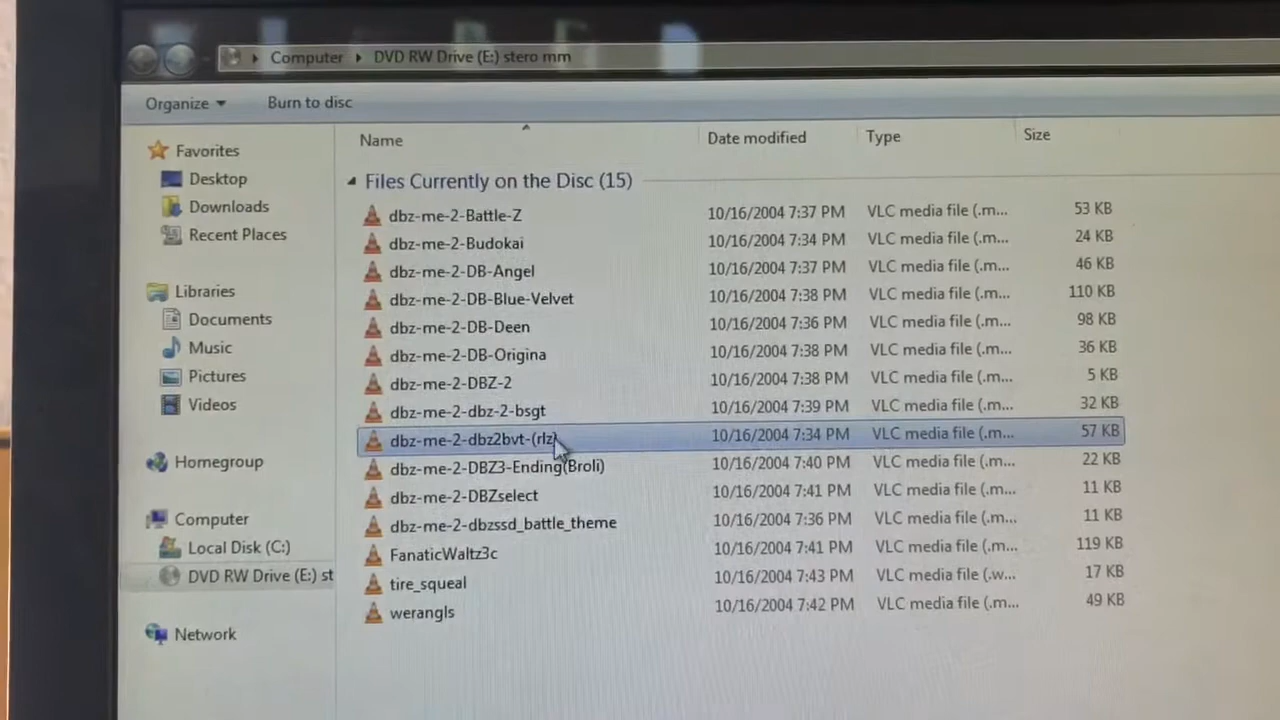 Computer ▸ DVD RW Drive (E:) stero mm
Organize ▾ Burn to disc
Favorites
Desktop
Downloads
Recent Places
Libraries
Documents
Music
Pictures
Videos
Homegroup
Computer
Local Disk (C:)
DVD RW Drive (E:) st
Network
Name Date modified Type Size
Files Currently on the Disc (15)
dbz-me-2-Battle-Z 10/16/2004 7:37 PM VLC media file (.m... 53 KB
dbz-me-2-Budokai 10/16/2004 7:34 PM VLC media file (.m... 24 KB
dbz-me-2-DB-Angel 10/16/2004 7:37 PM VLC media file (.m... 46 KB
dbz-me-2-DB-Blue-Velvet 10/16/2004 7:38 PM VLC media file (.m... 110 KB
dbz-me-2-DB-Deen 10/16/2004 7:36 PM VLC media file (.m... 98 KB
dbz-me-2-DB-Origina 10/16/2004 7:38 PM VLC media file (.m... 36 KB
dbz-me-2-DBZ-2 10/16/2004 7:38 PM VLC media file (.m... 5 KB
dbz-me-2-dbz-2-bsgt 10/16/2004 7:39 PM VLC media file (.m... 32 KB
dbz-me-2-dbz2bvt-(rlz) 10/16/2004 7:34 PM VLC media file (.m... 57 KB
dbz-me-2-DBZ3-Ending(Broli) 10/16/2004 7:40 PM VLC media file (.m... 22 KB
dbz-me-2-DBZselect 10/16/2004 7:41 PM VLC media file (.m... 11 KB
dbz-me-2-dbzssd_battle_theme 10/16/2004 7:36 PM VLC media file (.m... 11 KB
FanaticWaltz3c 10/16/2004 7:41 PM VLC media file (.m... 119 KB
tire_squeal 10/16/2004 7:43 PM VLC media file (.w... 17 KB
werangls 10/16/2004 7:42 PM VLC media file (.m... 49 KB